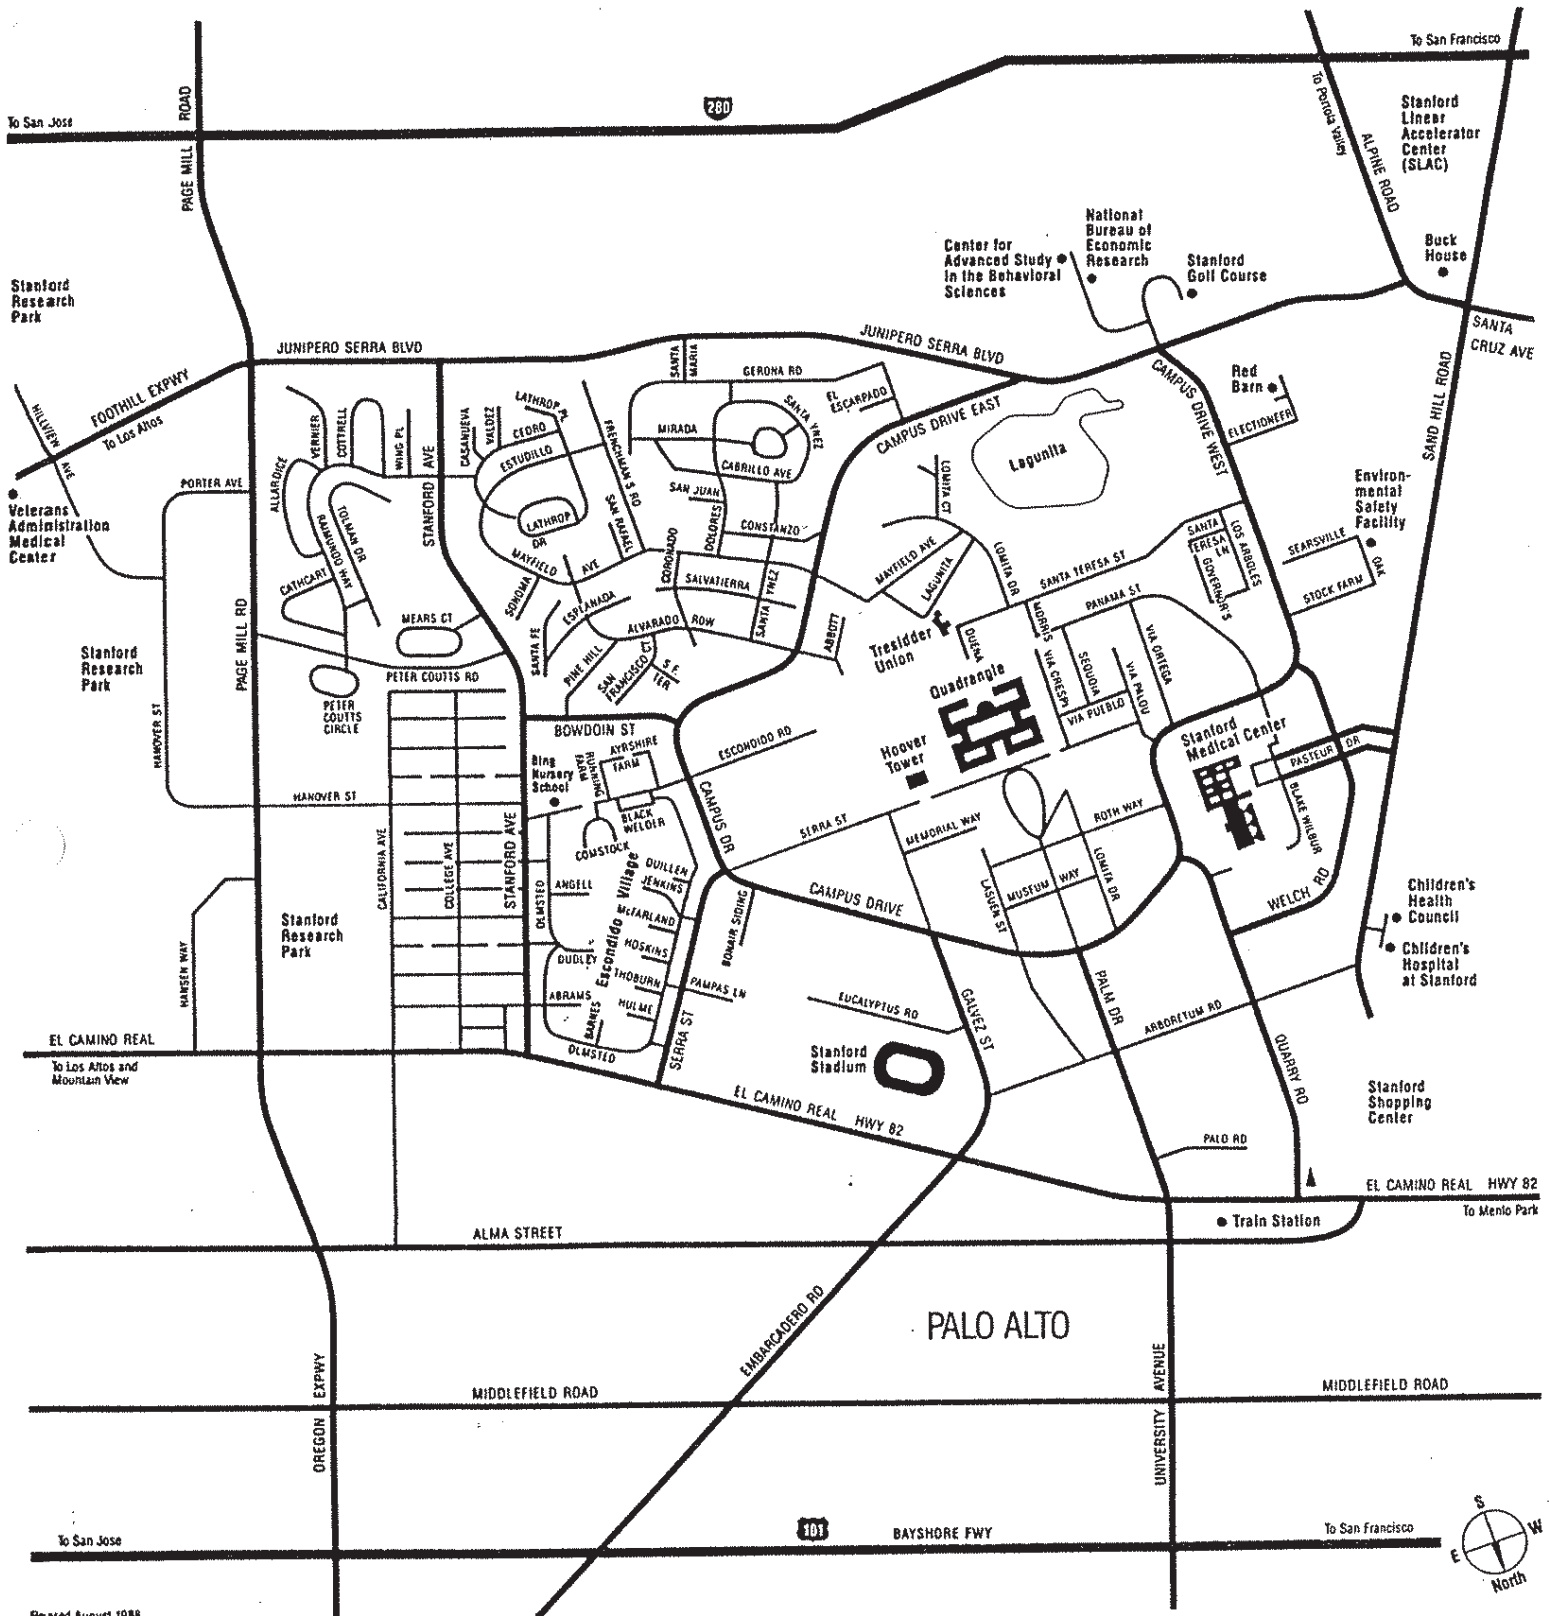 To San Francisco
280
To San Jose
PAGE MILL ROAD
To Portola Valley
ALPINE ROAD
Stanford
Linear
Accelerator
Center
(SLAC)
National
Bureau of
Economic
Research
Center for
Advanced Study
in the Behavioral
Sciences
Stanford
Golf Course
Buck
House
Stanford
Research
Park
SANTA
CRUZ AVE
JUNIPERO SERRA BLVD
JUNIPERO SERRA BLVD
FOOTHILL EXPWY
To Los Altos
HILLVIEW AVE
SAND HILL ROAD
Red
Barn
ELECTIONEER
CAMPUS DRIVE WEST
CAMPUS DRIVE EAST
Lagunita
SANTA MARIA
GERONA RD
EL
ESCARPADO
SANTA YNEZ
MIRADA
CABRILLO AVE
SAN JUAN
DOLORES
CONSTANZO
CORONADO
SALVATIERRA
SANTA YNEZ
LATHROP PL
CEDRO
ESTUDILLO
CASANUEVA
VALDEZ
FRENCHMAN'S RD
SAN RAFAEL
LATHROP
DR
MAYFIELD AVE
SONOMA
ESPLANADA
SANTA FE
ALVARADO ROW
PINE HILL
SAN
FRANCISCO CT
S.F.
TER
ABBOTT
VERNIER
COTTRELL
WING PL
STANFORD AVE
ALLARDICE
TOLMAN DR
RAIMUNDO WAY
CATHCART
MEARS CT
PETER COUTTS RD
PETER
COUTTS
CIRCLE
PORTER AVE
Veterans
Administration
Medical
Center
PAGE MILL RD
Stanford
Research
Park
HANOVER ST
HANOVER ST
LOMITA CT
MAYFIELD AVE
LAGUNITA
LOMITA DR
SANTA TERESA ST
SANTA
TERESA
LN
LOS ARBOLES
GOVERNOR'S
Environ-
mental
Safety
Facility
SEARSVILLE
OAK
STOCK FARM
PANAMA ST
MORRIS
VIA ORTEGA
Tresidder
Union
DUENA
SEQUOIA
VIA CRESPI
VIA PALOU
VIA PUEBLO
Quadrangle
Hoover
Tower
Stanford
Medical Center
PASTEUR DR
BLAKE WILBUR
WELCH RD
BOWDOIN ST
ESCONDIDO RD
Bing
Nursery
School
RUNNING
FARM
AYRSHIRE
FARM
BLACK
WELDER
COMSTOCK
CAMPUS DR
SERRA ST
MEMORIAL WAY
ROTH WAY
MUSEUM WAY
LASUEN ST
LOMITA DR
CALIFORNIA AVE
COLLEGE AVE
STANFORD AVE
OLMSTED
ANGELL
Escondido Village
QUILLEN
JENKINS
McFARLAND
HOSKINS
THOBURN
HULME
DUDLEY
ABRAMS
BARNES
OLMSTED
CAMPUS DRIVE
BONAIR SIDING
PAMPAS LN
SERRA ST
EUCALYPTUS RD
Stanford
Stadium
GALVEZ ST
PALM DR
ARBORETUM RD
QUARRY RD
Children's
Health
Council
Children's
Hospital
at Stanford
Stanford
Shopping
Center
PALO RD
Stanford
Research
Park
HANSEN WAY
EL CAMINO REAL
To Los Altos and
Mountain View
EL CAMINO REAL HWY 82
EL CAMINO REAL HWY 82
To Menlo Park
Train Station
ALMA STREET
EMBARCADERO RD
PALO ALTO
OREGON EXPWY
MIDDLEFIELD ROAD
MIDDLEFIELD ROAD
UNIVERSITY AVENUE
To San Jose
101
BAYSHORE FWY
To San Francisco
S
W
E
North
Revised August 1988